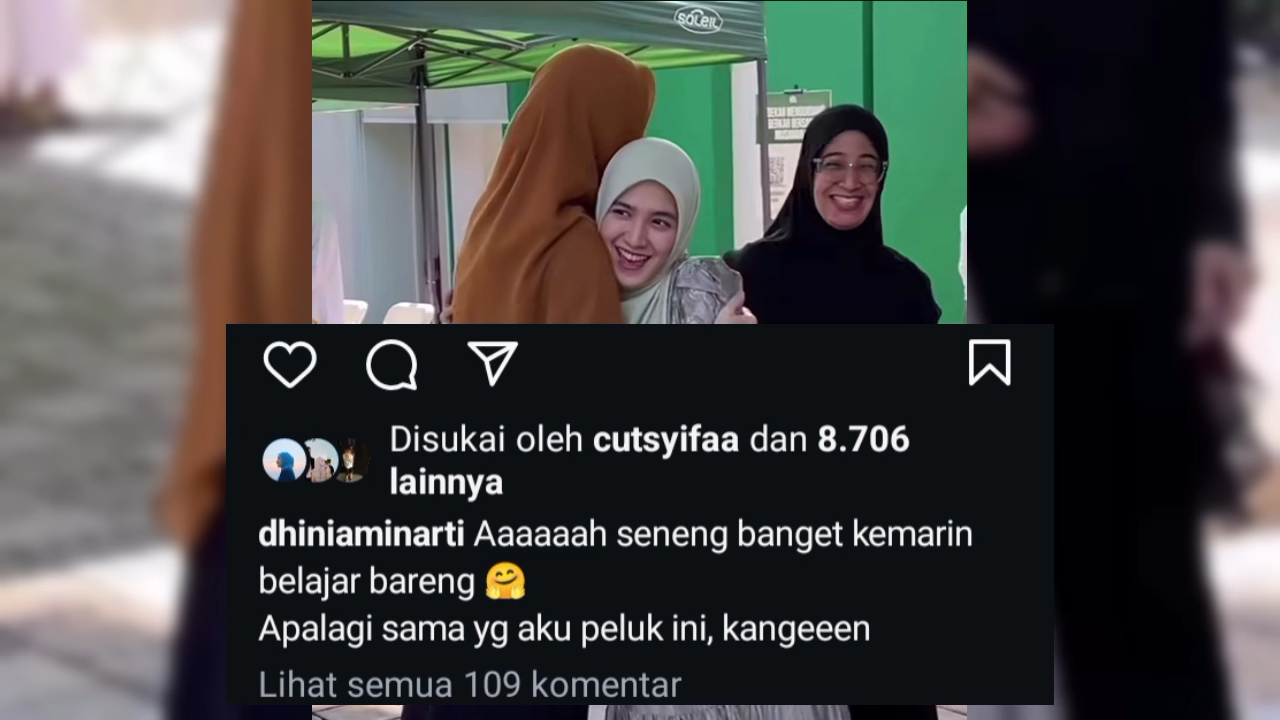 SOLEIL
Disukai oleh cutsyifaa dan 8.706
lainnya
dhiniaminarti Aaaaaah seneng banget kemarin
belajar bareng 🤗
Apalagi sama yg aku peluk ini, kangeeen
Lihat semua 109 komentar